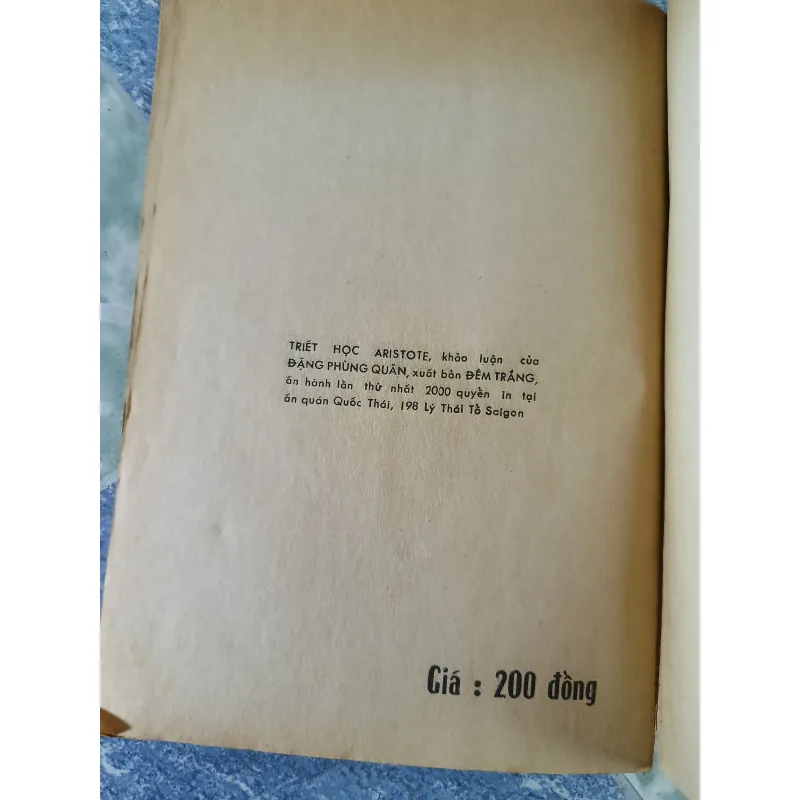 TRIẾT HỌC ARISTOTE, khảo luận của
ĐẶNG PHÙNG QUÂN, xuất bản ĐÊM TRẮNG,
ấn hành lần thứ nhất 2000 quyển in tại
ấn quán Quốc Thái, 198 Lý Thái Tổ Saigon
Giá : 200 đồng